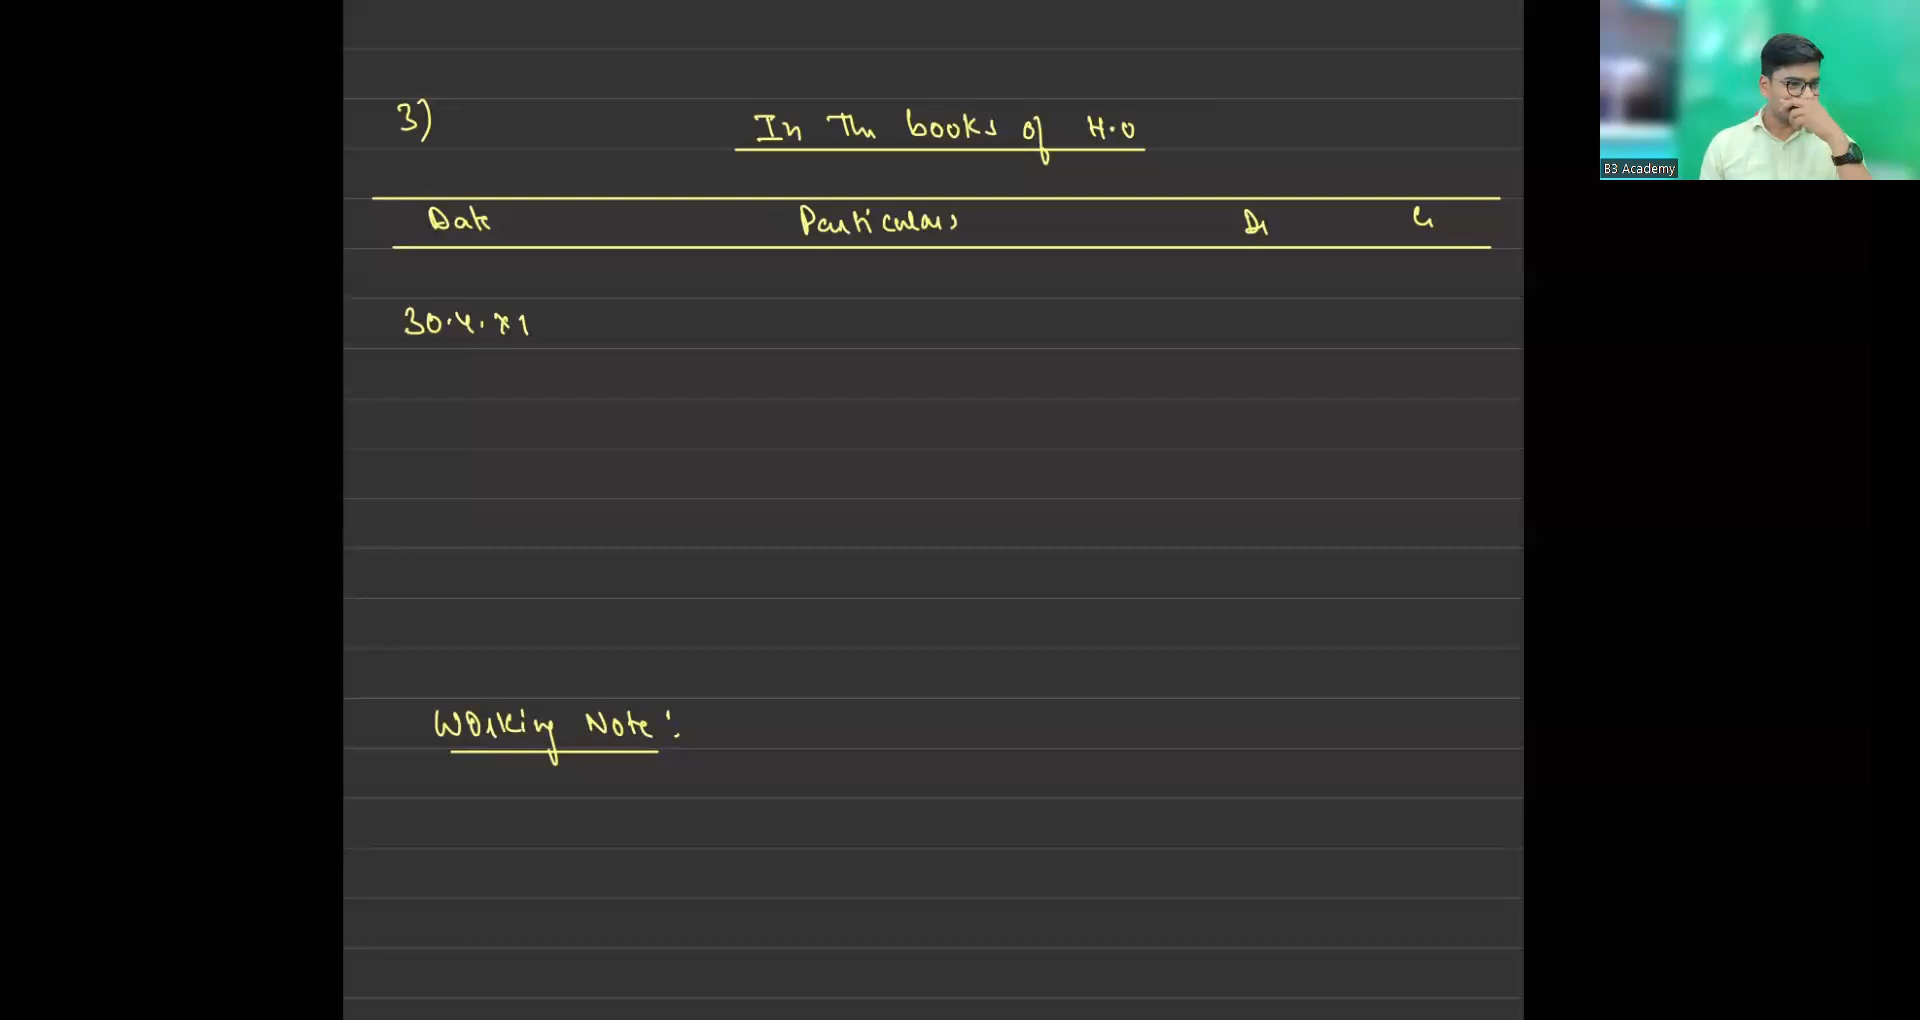 3)
In The books of H.O
Date Particulars Dr Cr
30.4.x1
Working Note:
B3 Academy